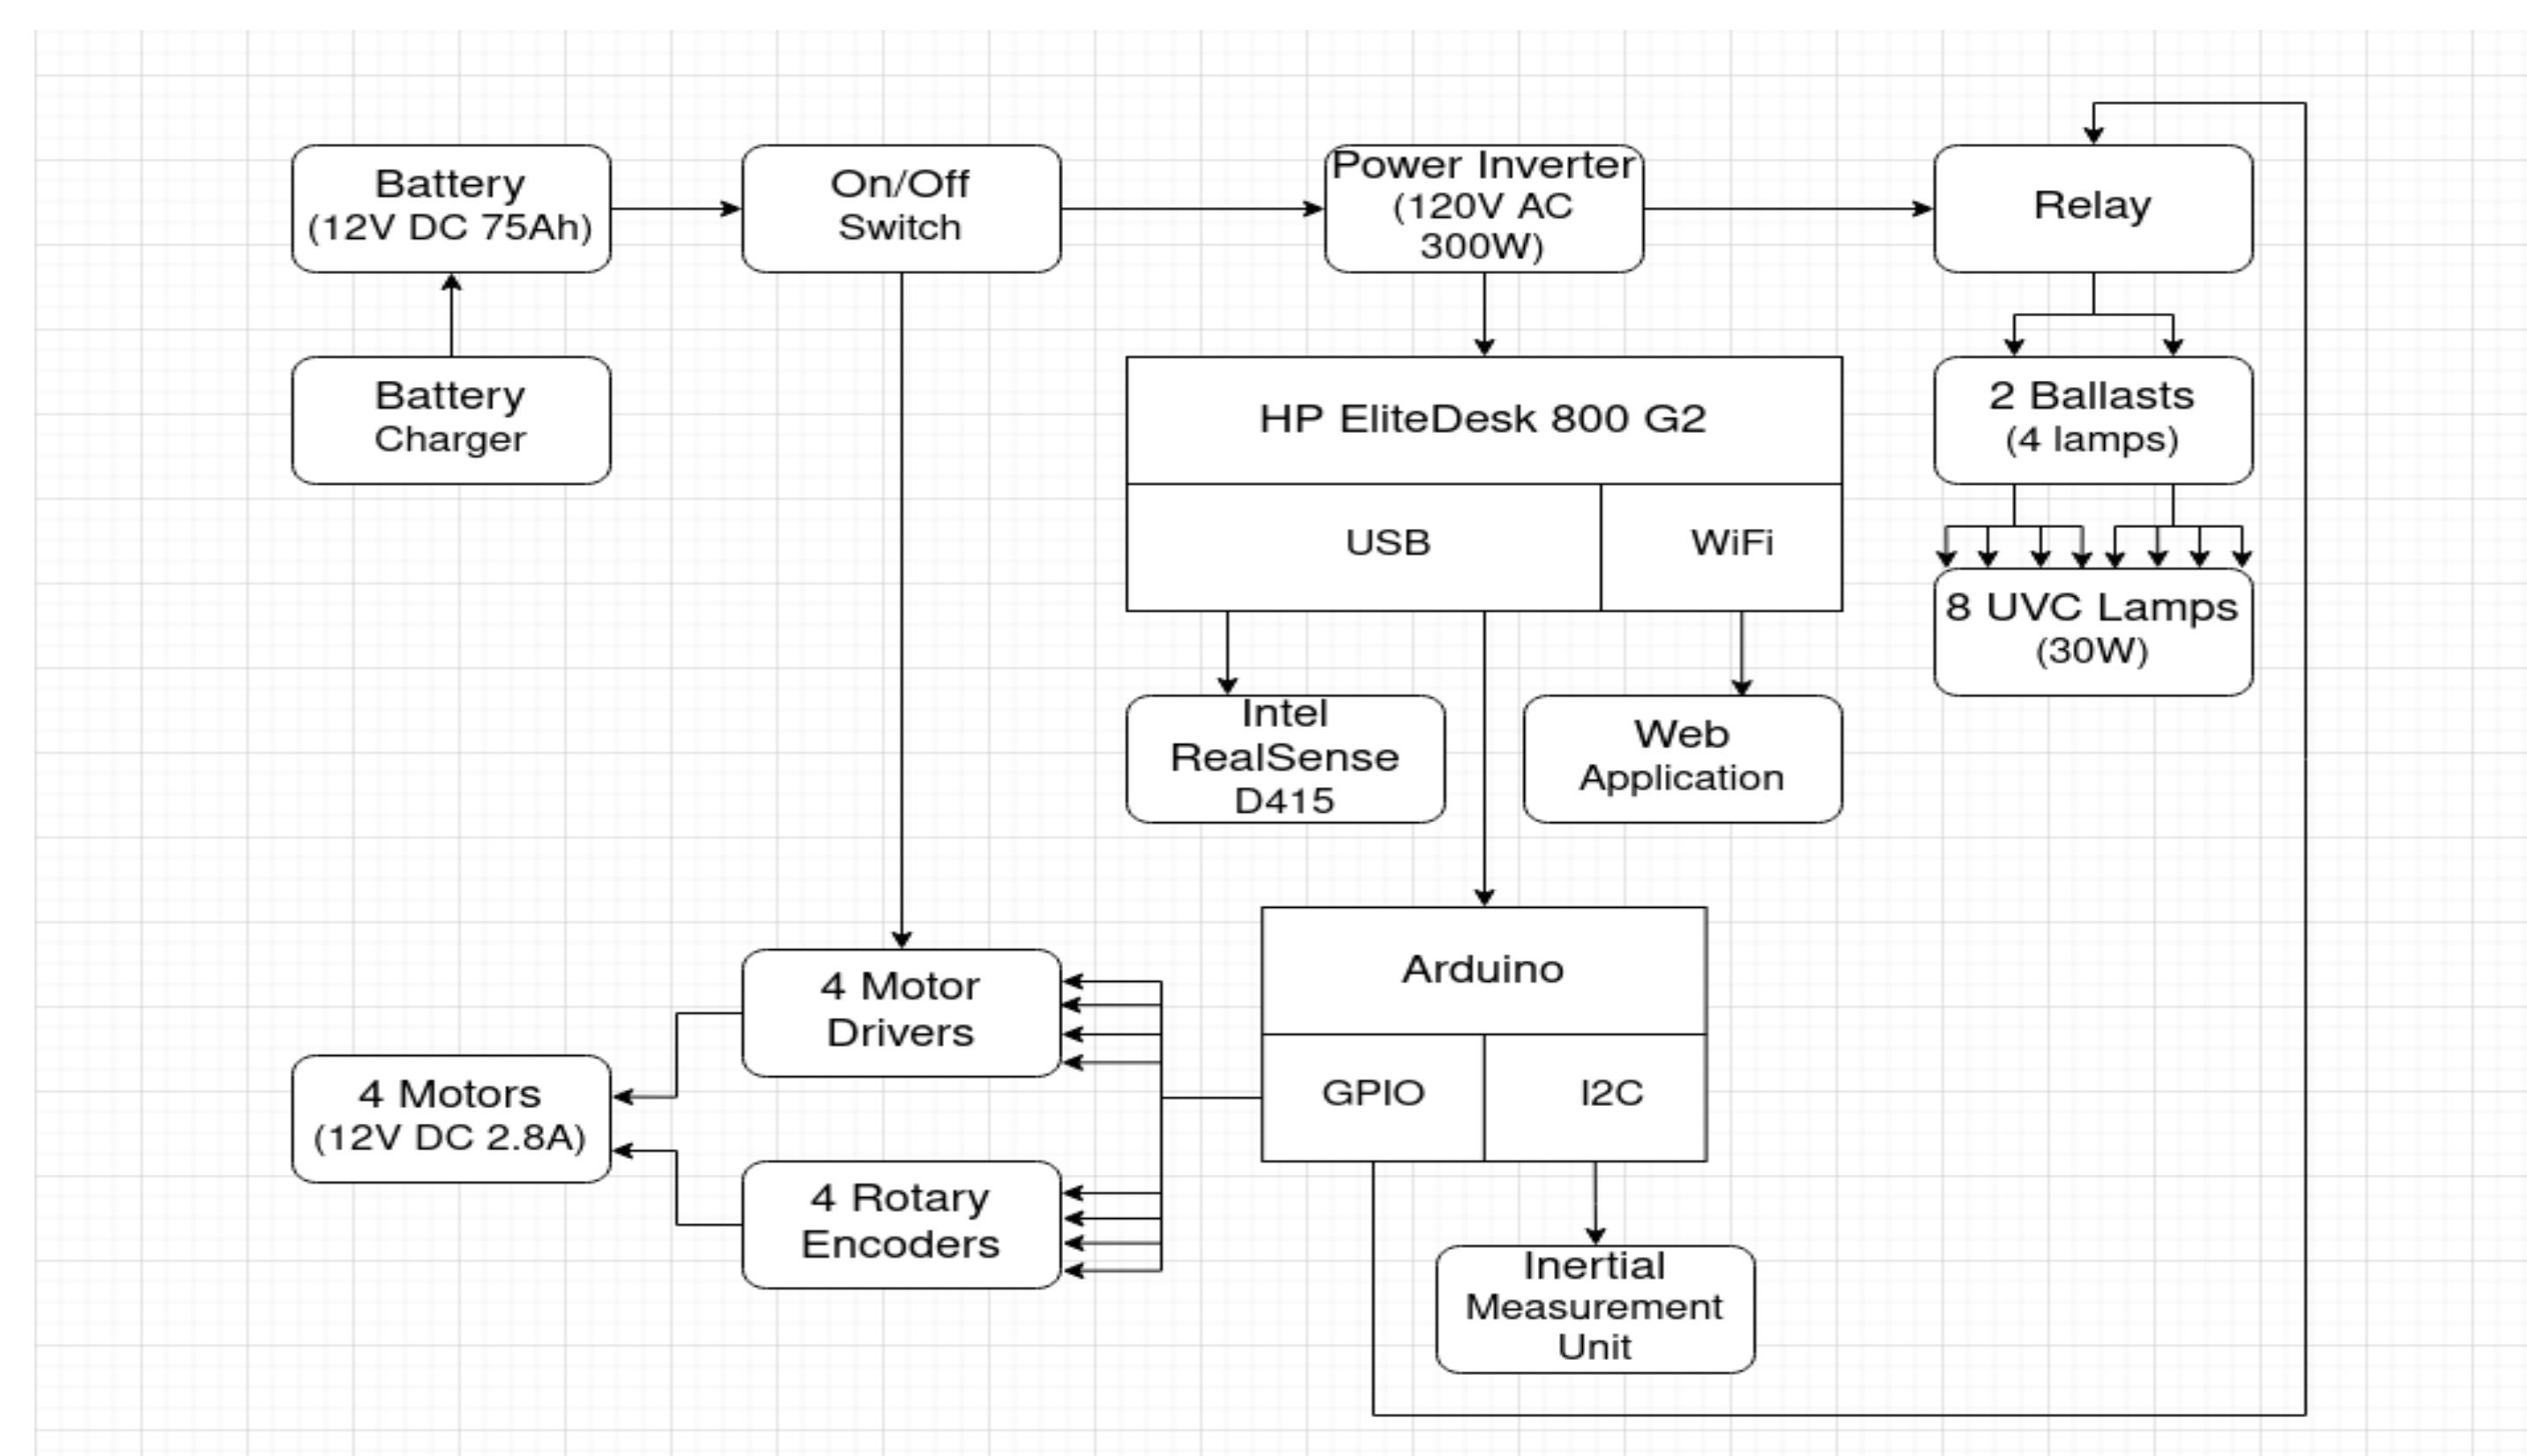 Battery
(12V DC 75Ah)
On/Off
Switch
Power Inverter
(120V AC
300W)
Relay
Battery
Charger
HP EliteDesk 800 G2
USB
WiFi
2 Ballasts
(4 lamps)
8 UVC Lamps
(30W)
Intel
RealSense
D415
Web
Application
4 Motor
Drivers
Arduino
GPIO
I2C
4 Motors
(12V DC 2.8A)
4 Rotary
Encoders
Inertial
Measurement
Unit